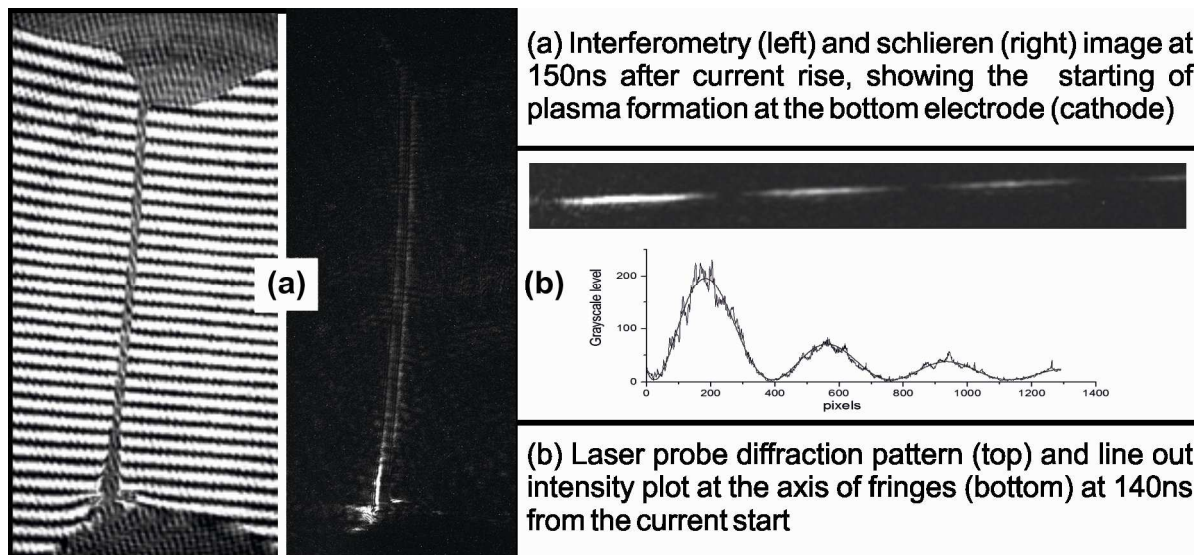 (a) Interferometry (left) and schlieren (right) image at
150ns after current rise, showing the starting of
plasma formation at the bottom electrode (cathode)
(a)
(b)
Grayscale level
200
100
0
0 200 400 600 800 1000 1200 1400
pixels
(b) Laser probe diffraction pattern (top) and line out
intensity plot at the axis of fringes (bottom) at 140ns
from the current start